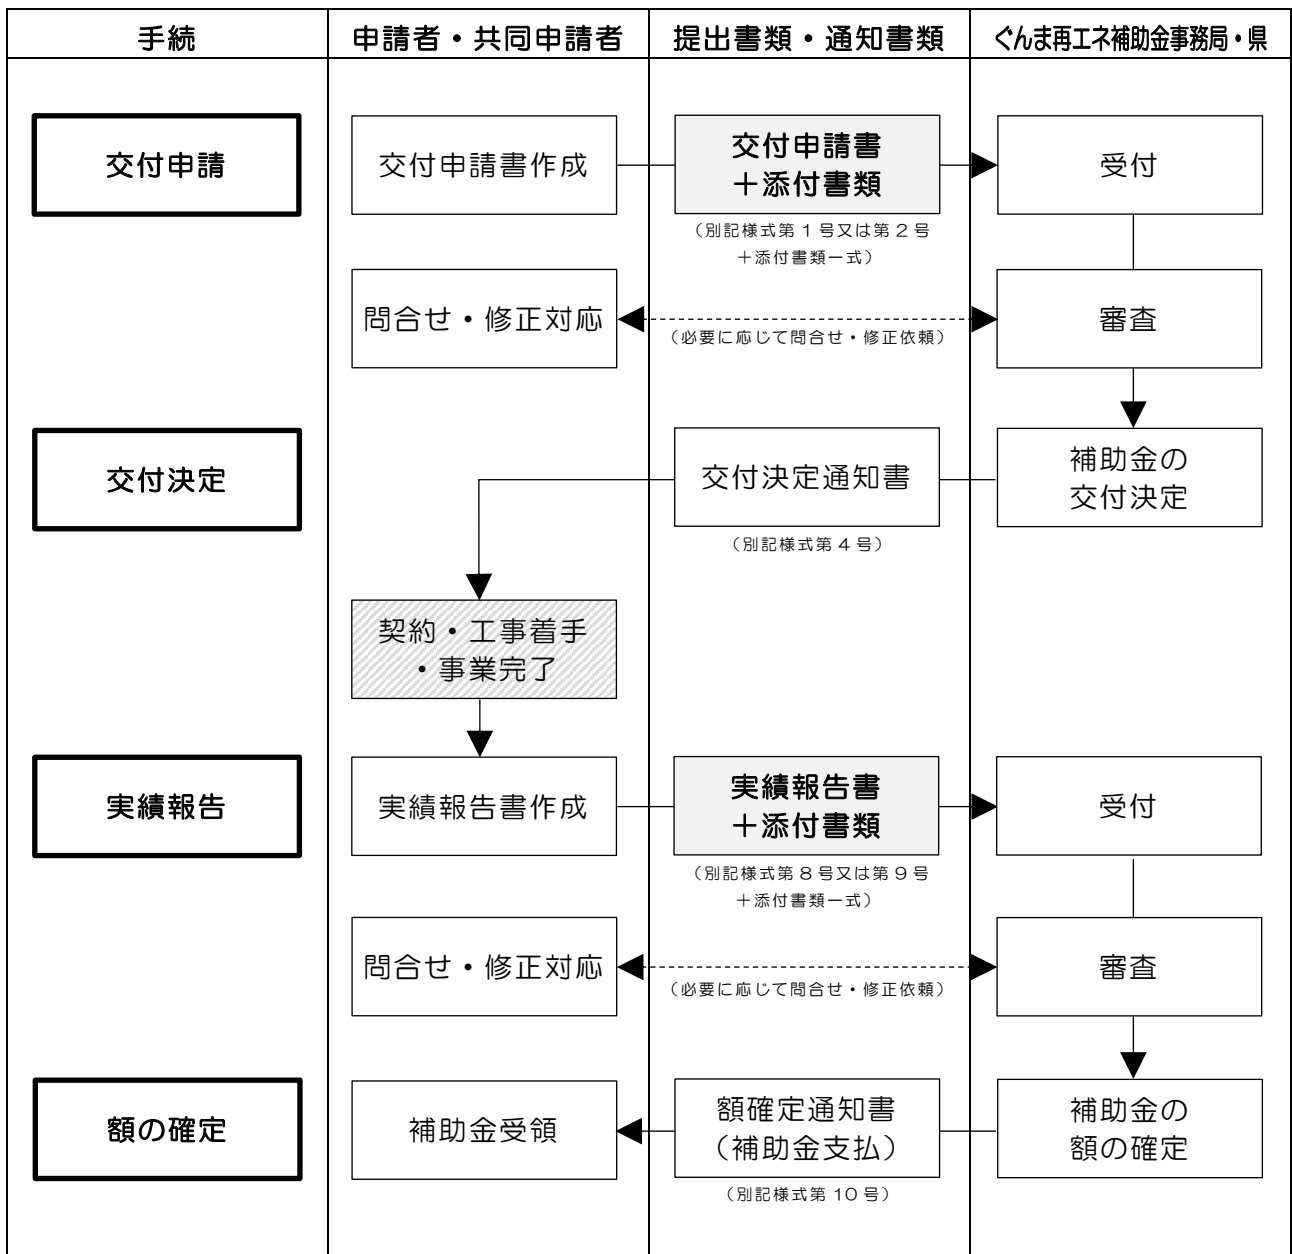 手続
申請者・共同申請者
提出書類・通知書類
ぐんま再エネ補助金事務局・県
交付申請
交付申請書作成
交付申請書
＋添付書類
（別記様式第１号又は第２号
＋添付書類一式）
受付
問合せ・修正対応
（必要に応じて問合せ・修正依頼）
審査
交付決定
交付決定通知書
（別記様式第４号）
補助金の
交付決定
契約・工事着手
・事業完了
実績報告
実績報告書作成
実績報告書
＋添付書類
（別記様式第８号又は第９号
＋添付書類一式）
受付
問合せ・修正対応
（必要に応じて問合せ・修正依頼）
審査
額の確定
補助金受領
額確定通知書
（補助金支払）
（別記様式第 10 号）
補助金の
額の確定